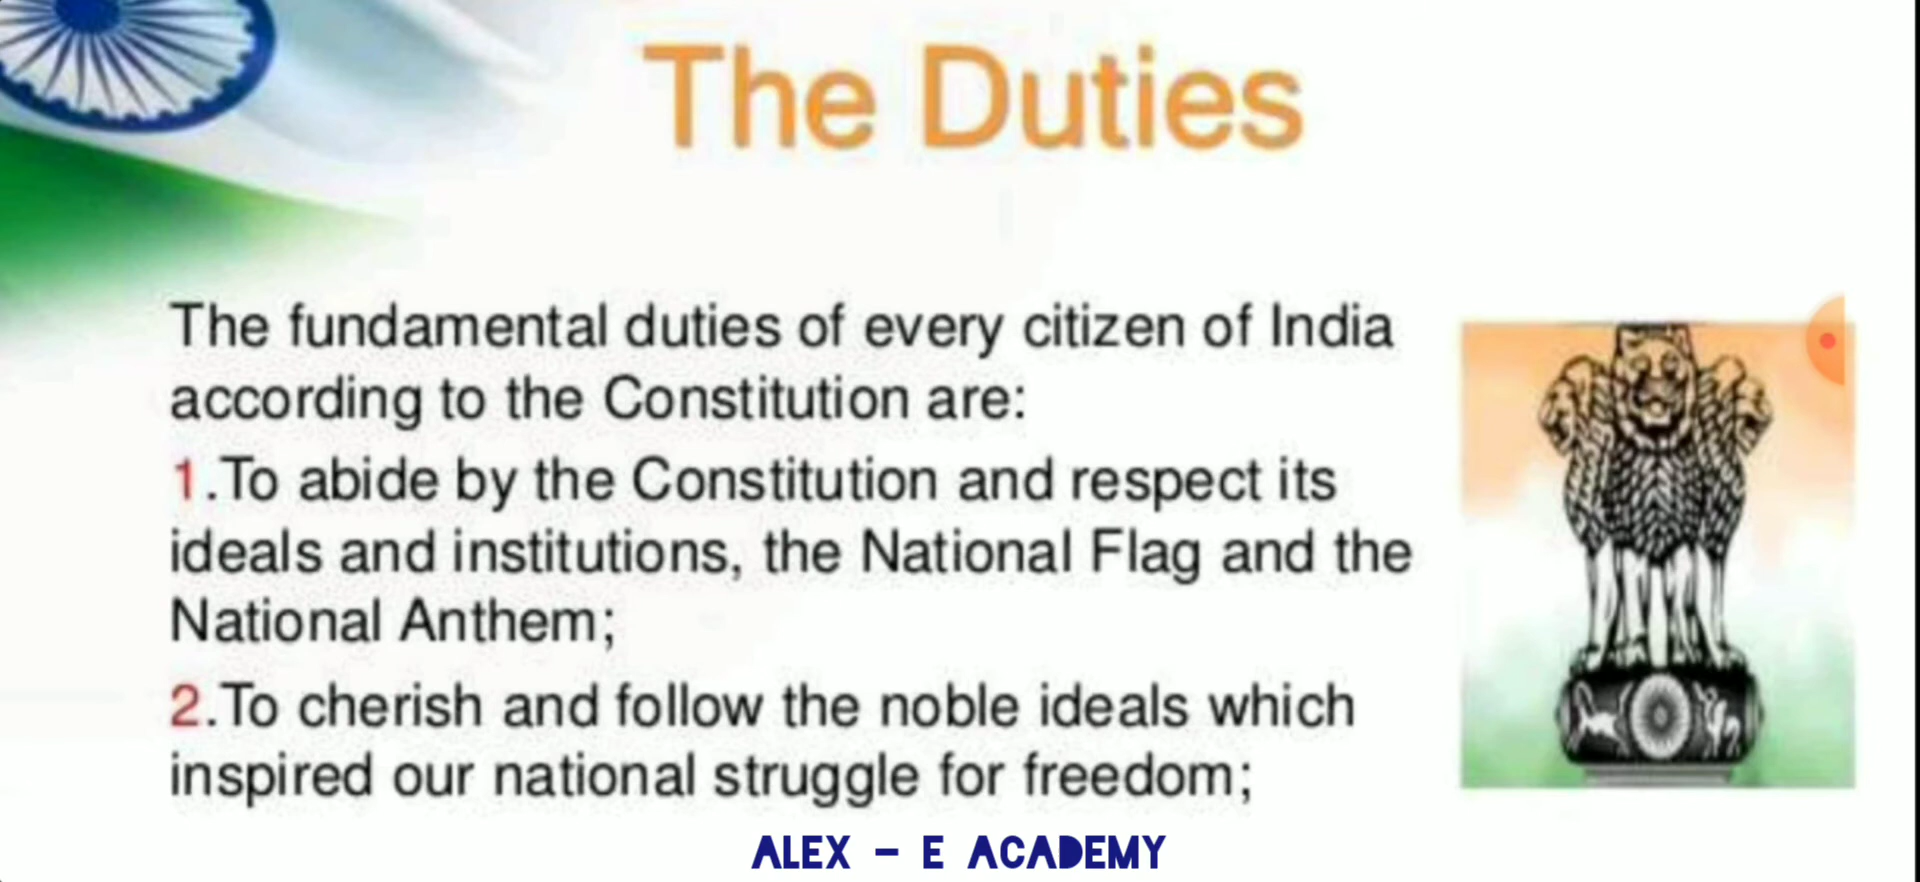 The Duties
The fundamental duties of every citizen of India
according to the Constitution are:
1.To abide by the Constitution and respect its
ideals and institutions, the National Flag and the
National Anthem;
2.To cherish and follow the noble ideals which
inspired our national struggle for freedom;
ALEX - E ACADEMY